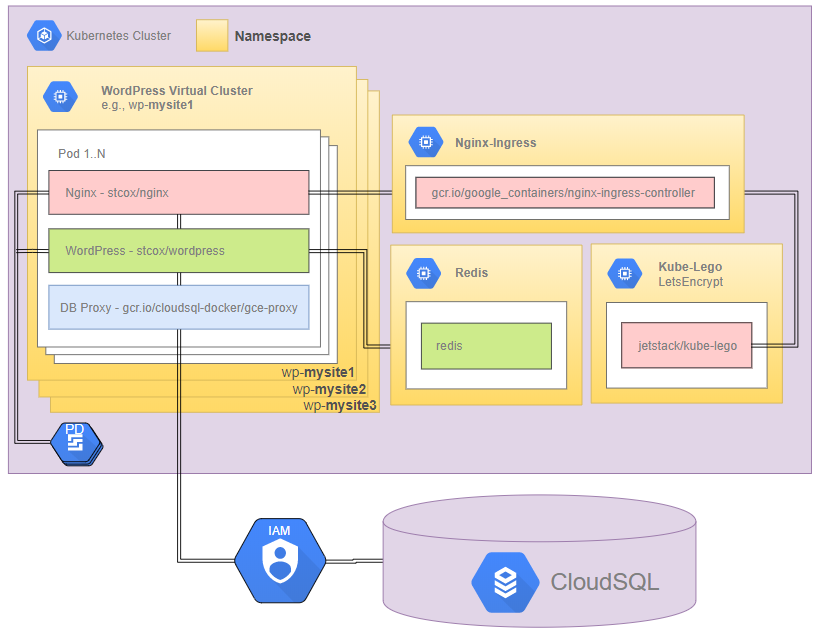 Kubernetes Cluster
Namespace
WordPress Virtual Cluster
e.g., wp-mysite1
Pod 1..N
Nginx - stcox/nginx
WordPress - stcox/wordpress
DB Proxy - gcr.io/cloudsql-docker/gce-proxy
wp-mysite1
wp-mysite2
wp-mysite3
Nginx-Ingress
gcr.io/google_containers/nginx-ingress-controller
Redis
redis
Kube-Lego
LetsEncrypt
jetstack/kube-lego
PD
IAM
CloudSQL